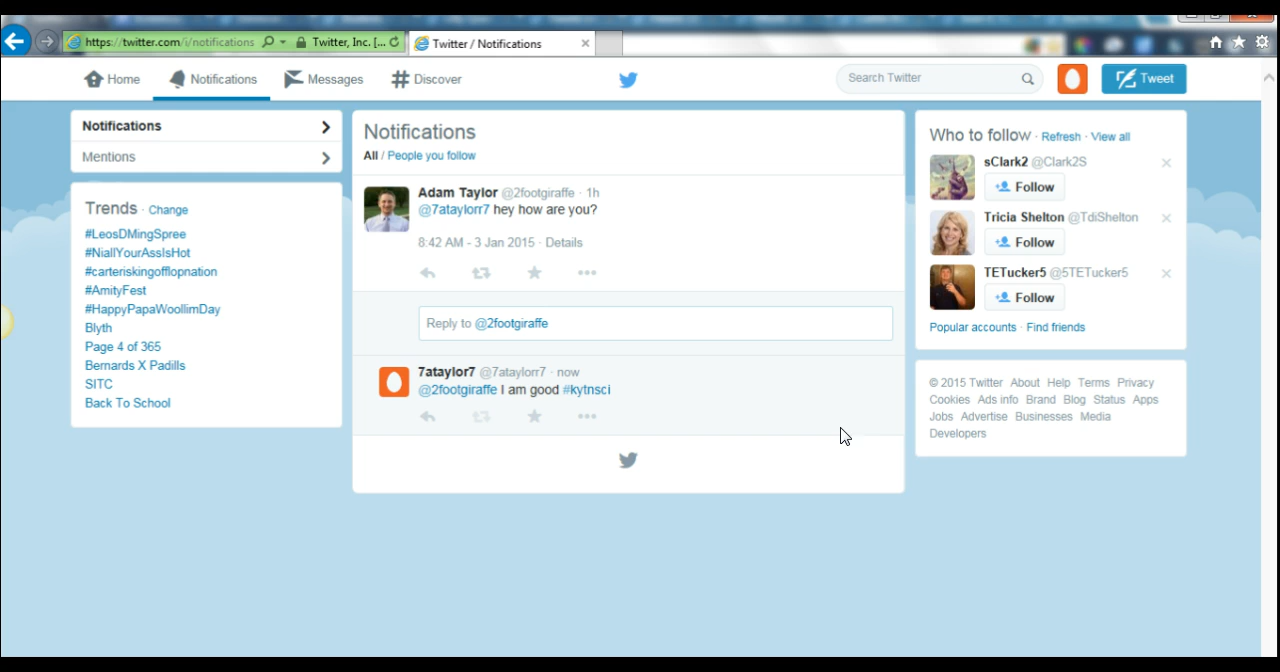 https://twitter.com/i/notifications
Twitter, Inc. [...
Twitter / Notifications
Home
Notifications
Messages
Discover
Search Twitter
Tweet
Notifications
Mentions
Trends · Change
#LeosDMingSpree
#NiallYourAssIsHot
#carteriskingofflopnation
#AmityFest
#HappyPapaWoollimDay
Blyth
Page 4 of 365
Bernards X Padills
SITC
Back To School
Notifications
All / People you follow
Adam Taylor @2footgiraffe · 1h
@7ataylorr7 hey how are you?
8:42 AM - 3 Jan 2015 · Details
Reply to @2footgiraffe
7ataylor7 @7ataylorr7 · now
@2footgiraffe I am good #kytnsci
Who to follow · Refresh · View all
sClark2 @Clark2S
Follow
Tricia Shelton @TdiShelton
Follow
TETucker5 @5TETucker5
Follow
Popular accounts · Find friends
© 2015 Twitter About Help Terms Privacy
Cookies Ads info Brand Blog Status Apps
Jobs Advertise Businesses Media
Developers